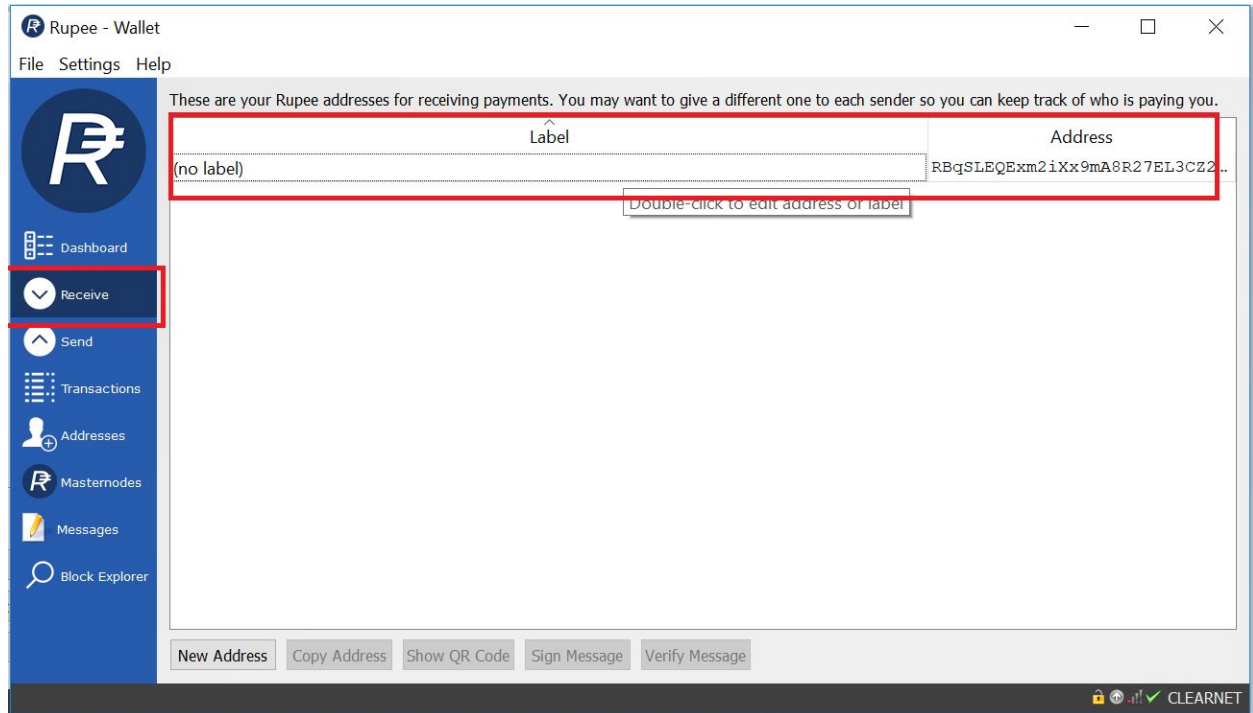 Rupee - Wallet
File Settings Help
These are your Rupee addresses for receiving payments. You may want to give a different one to each sender so you can keep track of who is paying you.
Label Address
(no label) RBqSLEQExm2iXx9mA8R27EL3CZ2...
Double-click to edit address or label
Dashboard
Receive
Send
Transactions
Addresses
Masternodes
Messages
Block Explorer
New Address Copy Address Show QR Code Sign Message Verify Message
CLEARNET